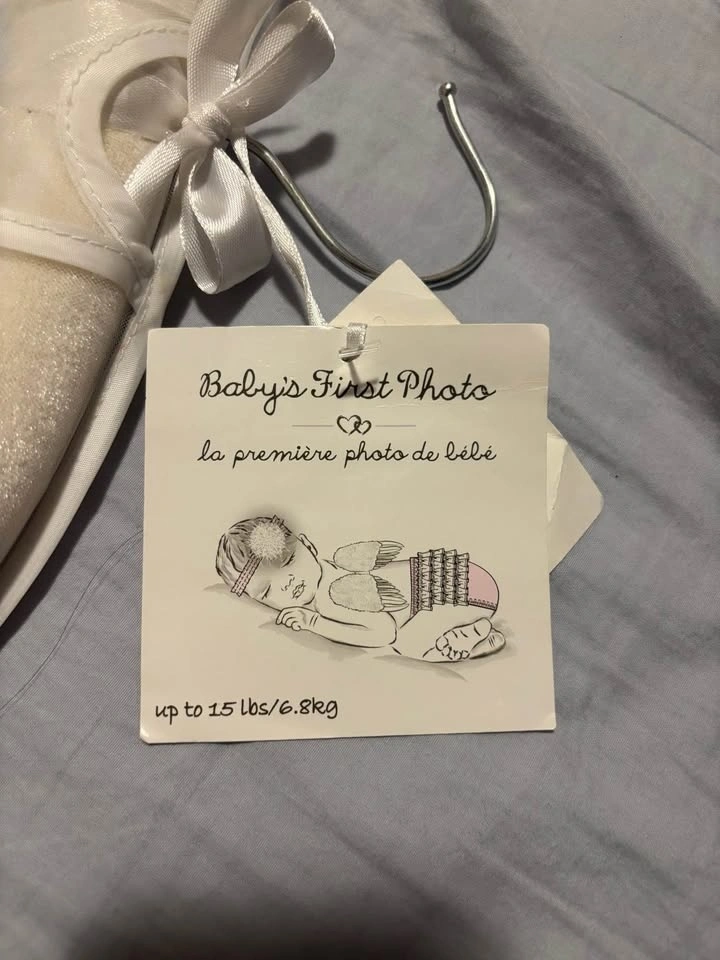 Baby's First Photo
la première photo de bébé
up to 15 lbs/6.8kg